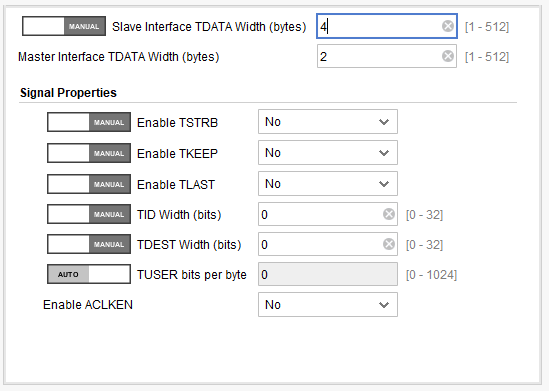 MANUAL Slave Interface TDATA Width (bytes) 4 [1 - 512]
Master Interface TDATA Width (bytes) 2 [1 - 512]
Signal Properties
MANUAL Enable TSTRB No
MANUAL Enable TKEEP No
MANUAL Enable TLAST No
MANUAL TID Width (bits) 0 [0 - 32]
MANUAL TDEST Width (bits) 0 [0 - 32]
AUTO TUSER bits per byte 0 [0 - 1024]
Enable ACLKEN No